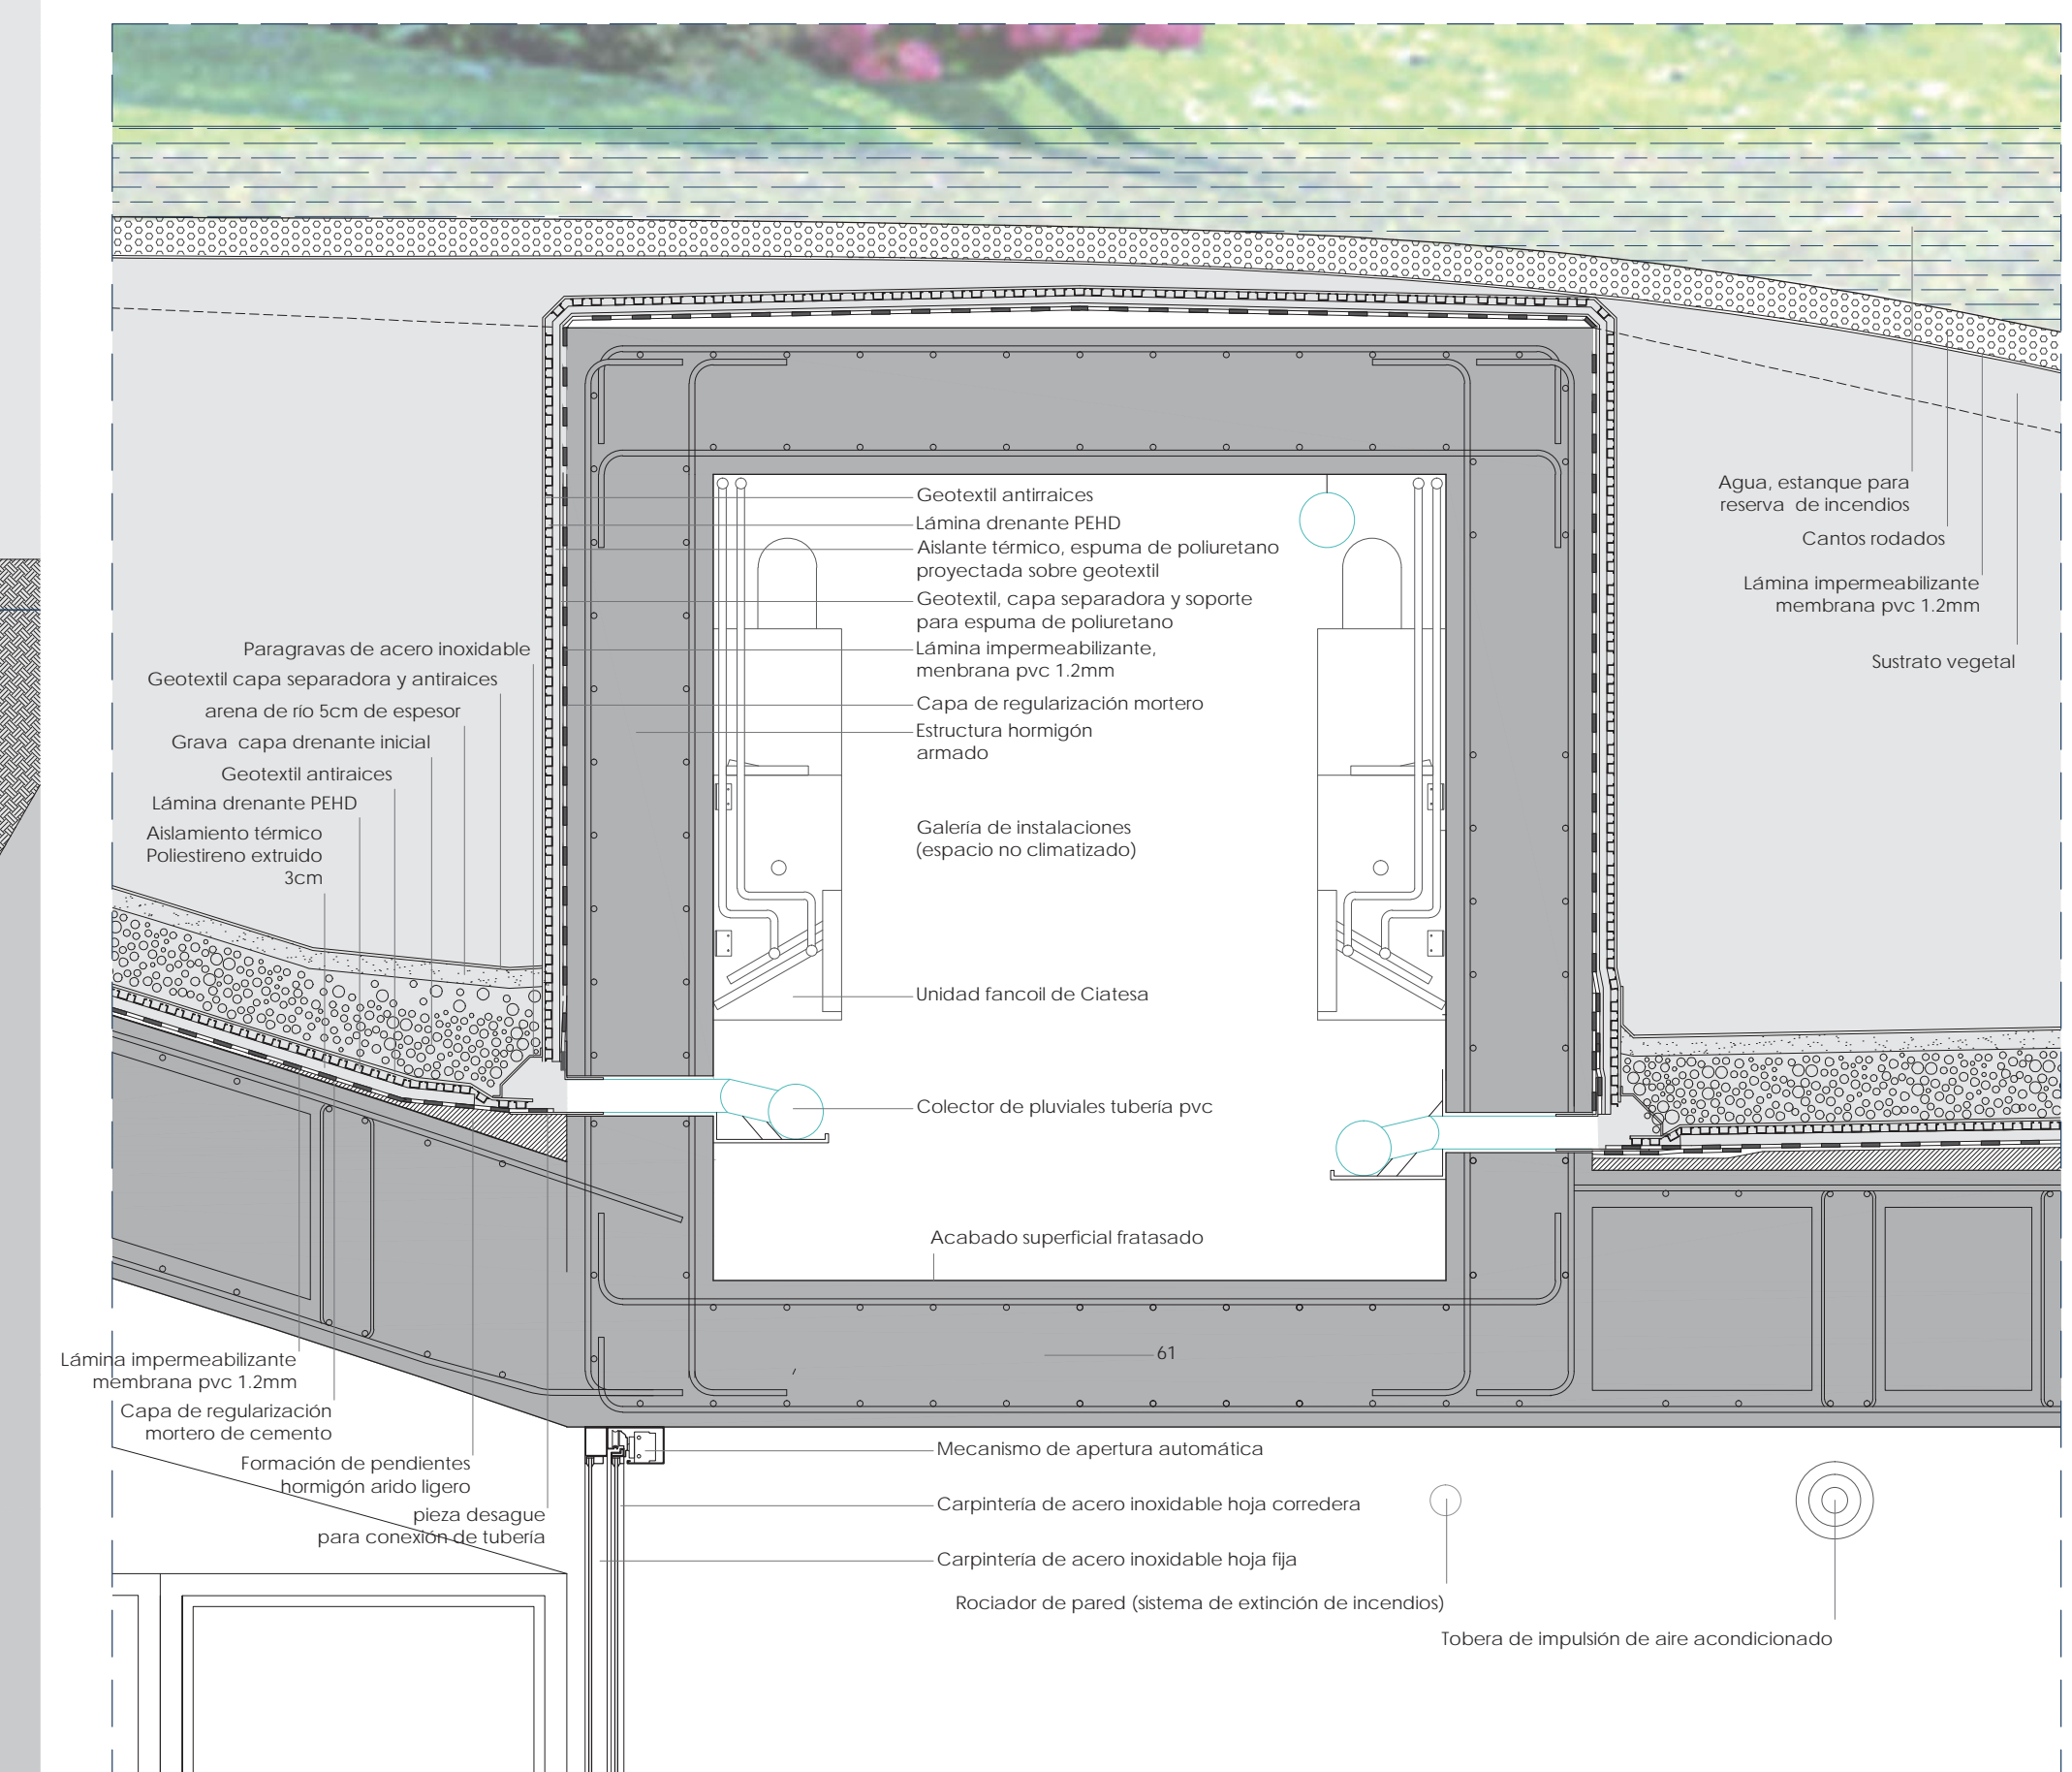 Geotextil antirraices
Lámina drenante PEHD
Aislante térmico, espuma de poliuretano
proyectada sobre geotextil
Geotextil, capa separadora y soporte
para espuma de poliuretano
Lámina impermeabilizante,
menbrana pvc 1.2mm
Capa de regularización mortero
Estructura hormigón
armado
Galería de instalaciones
(espacio no climatizado)
Unidad fancoil de Ciatesa
Colector de pluviales tubería pvc
Acabado superficial fratasado
61
Agua, estanque para
reserva de incendios
Cantos rodados
Lámina impermeabilizante
membrana pvc 1.2mm
Sustrato vegetal
Paragravas de acero inoxidable
Geotextil capa separadora y antiraices
arena de río 5cm de espesor
Grava capa drenante inicial
Geotextil antiraices
Lámina drenante PEHD
Aislamiento térmico
Poliestireno extruido
3cm
Lámina impermeabilizante
membrana pvc 1.2mm
Capa de regularización
mortero de cemento
Formación de pendientes
hormigón arido ligero
pieza desague
para conexión de tubería
Mecanismo de apertura automática
Carpintería de acero inoxidable hoja corredera
Carpintería de acero inoxidable hoja fija
Rociador de pared (sistema de extinción de incendios)
Tobera de impulsión de aire acondicionado